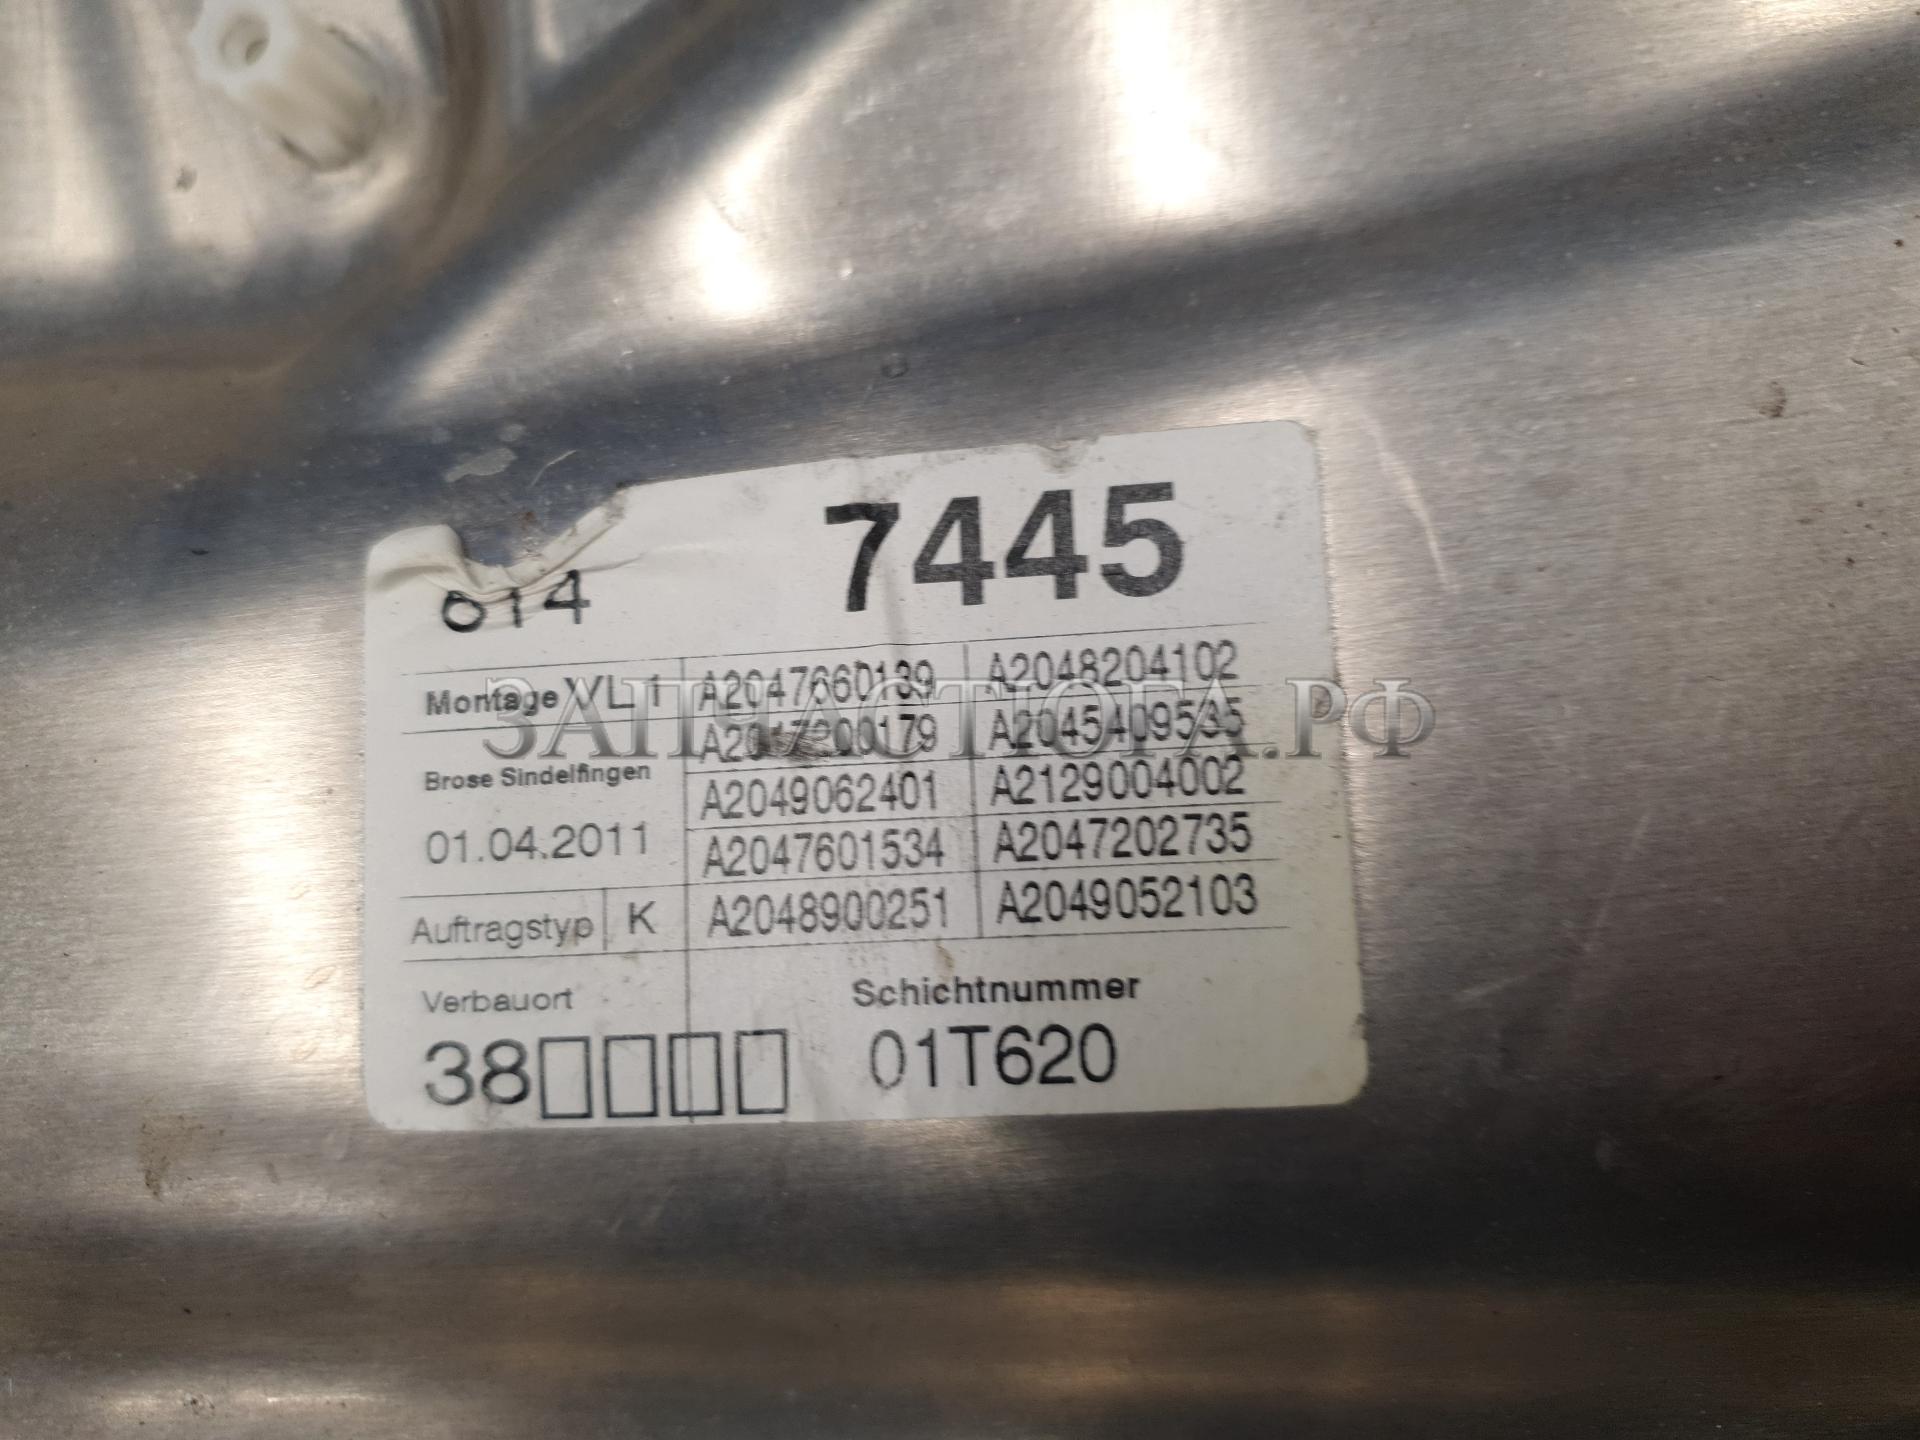 7445
614
Montage VL 1
A2047660139 A2048204102
A2045409535
Brose Sindelfingen
A2049062401 A2129004002
01.04.2011
A2047601534 A2047202735
Auftragstyp K
A2048900251 A2049052103
Verbauort
Schichtnummer
38□□□□
01T620
ЗАПЧАСТЮГА.РФ